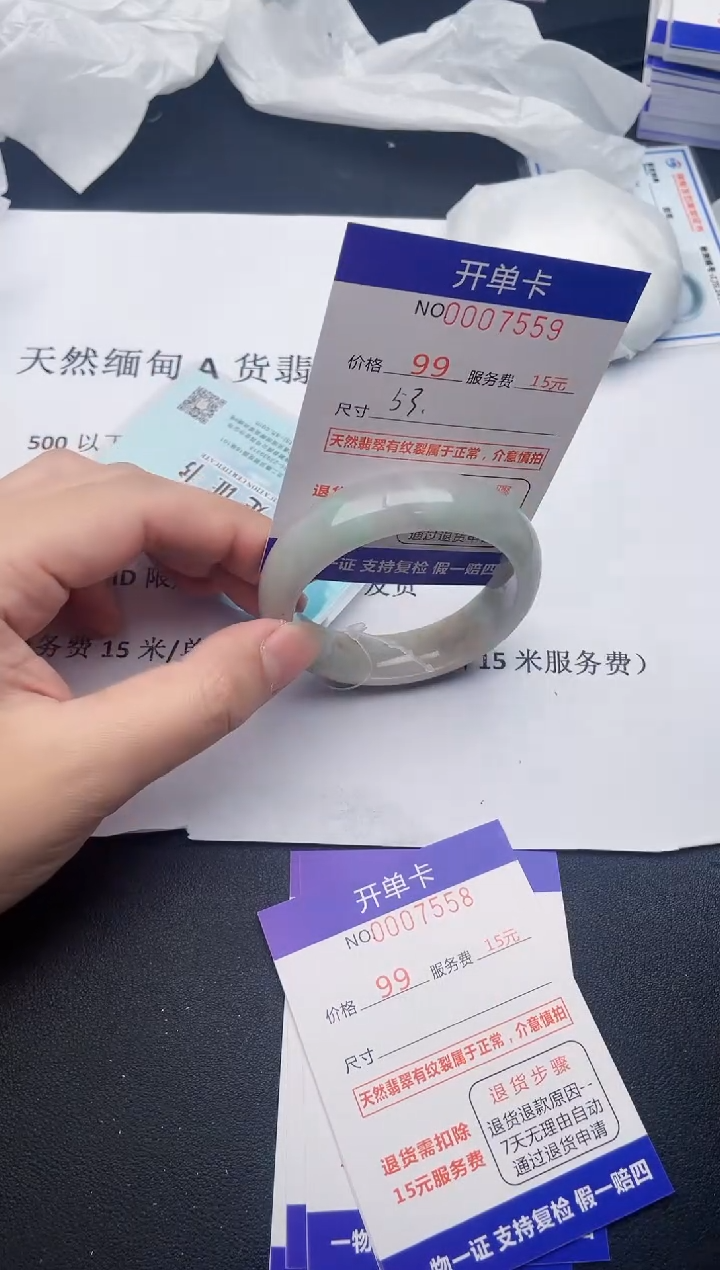 开单卡
NO0007559
价格 99 服务费 15元
尺寸 53.
天然翡翠有纹裂属于正常，介意慎拍
一证 支持复检 假一赔四
天然缅甸 A 货翡
500 以下
ID 限
发货
务费 15 米/单
15 米服务费）
开单卡
NO0007558
价格 99 服务费 15元
尺寸
天然翡翠有纹裂属于正常，介意慎拍
退货需扣除
15元服务费
退货步骤
退货退款原因--
7天无理由自动
通过退货申请
物一证 支持复检 假一赔四
一物